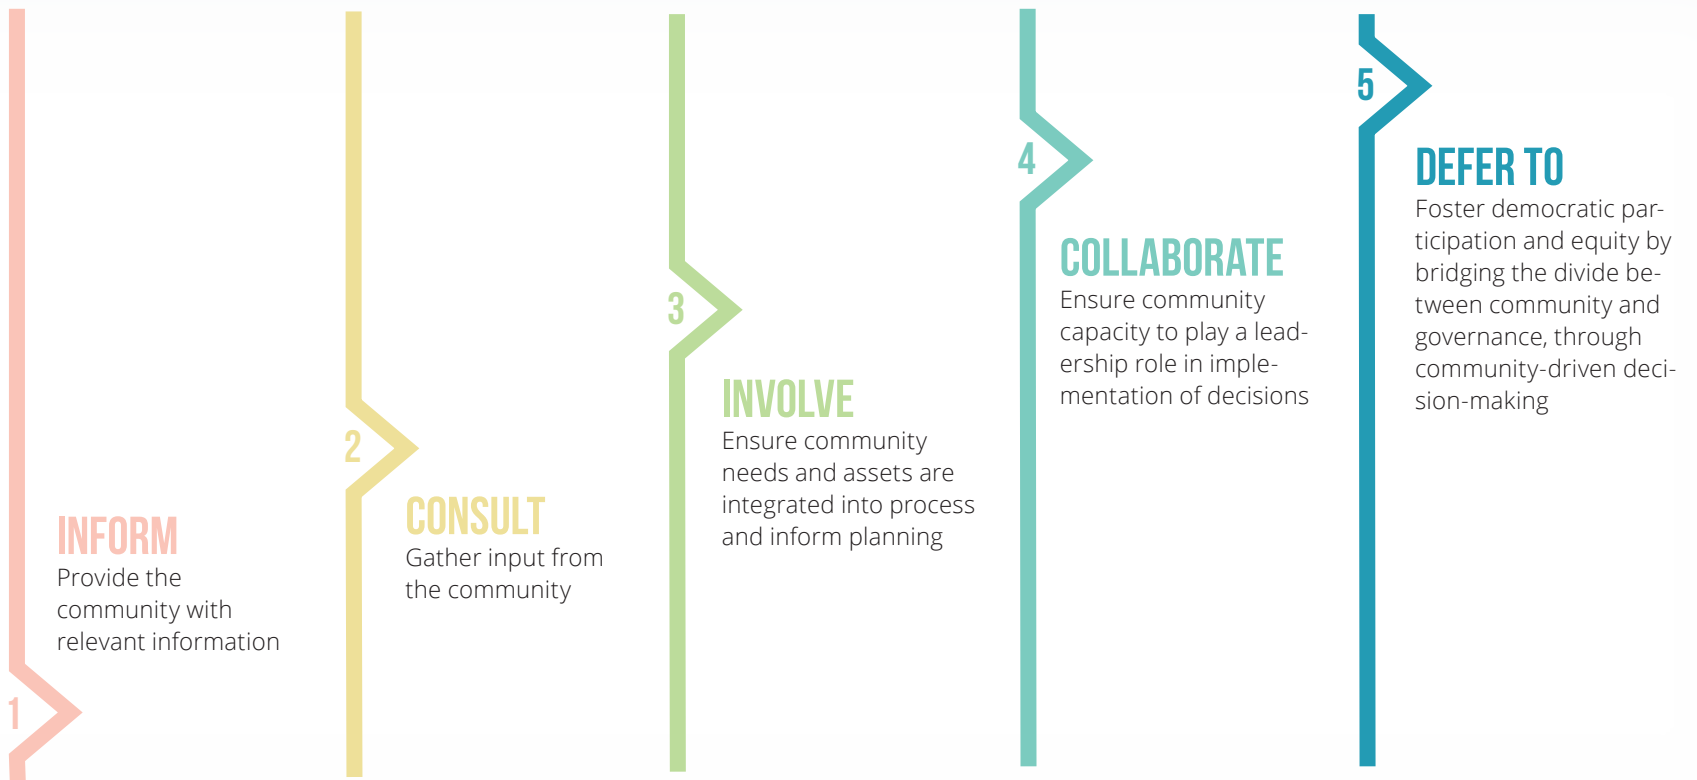 1
INFORM
Provide the
community with
relevant information
2
CONSULT
Gather input from
the community
3
INVOLVE
Ensure community
needs and assets are
integrated into process
and inform planning
4
COLLABORATE
Ensure community
capacity to play a lead-
ership role in imple-
mentation of decisions
5
DEFER TO
Foster democratic par-
ticipation and equity by
bridging the divide be-
tween community and
governance, through
community-driven deci-
sion-making